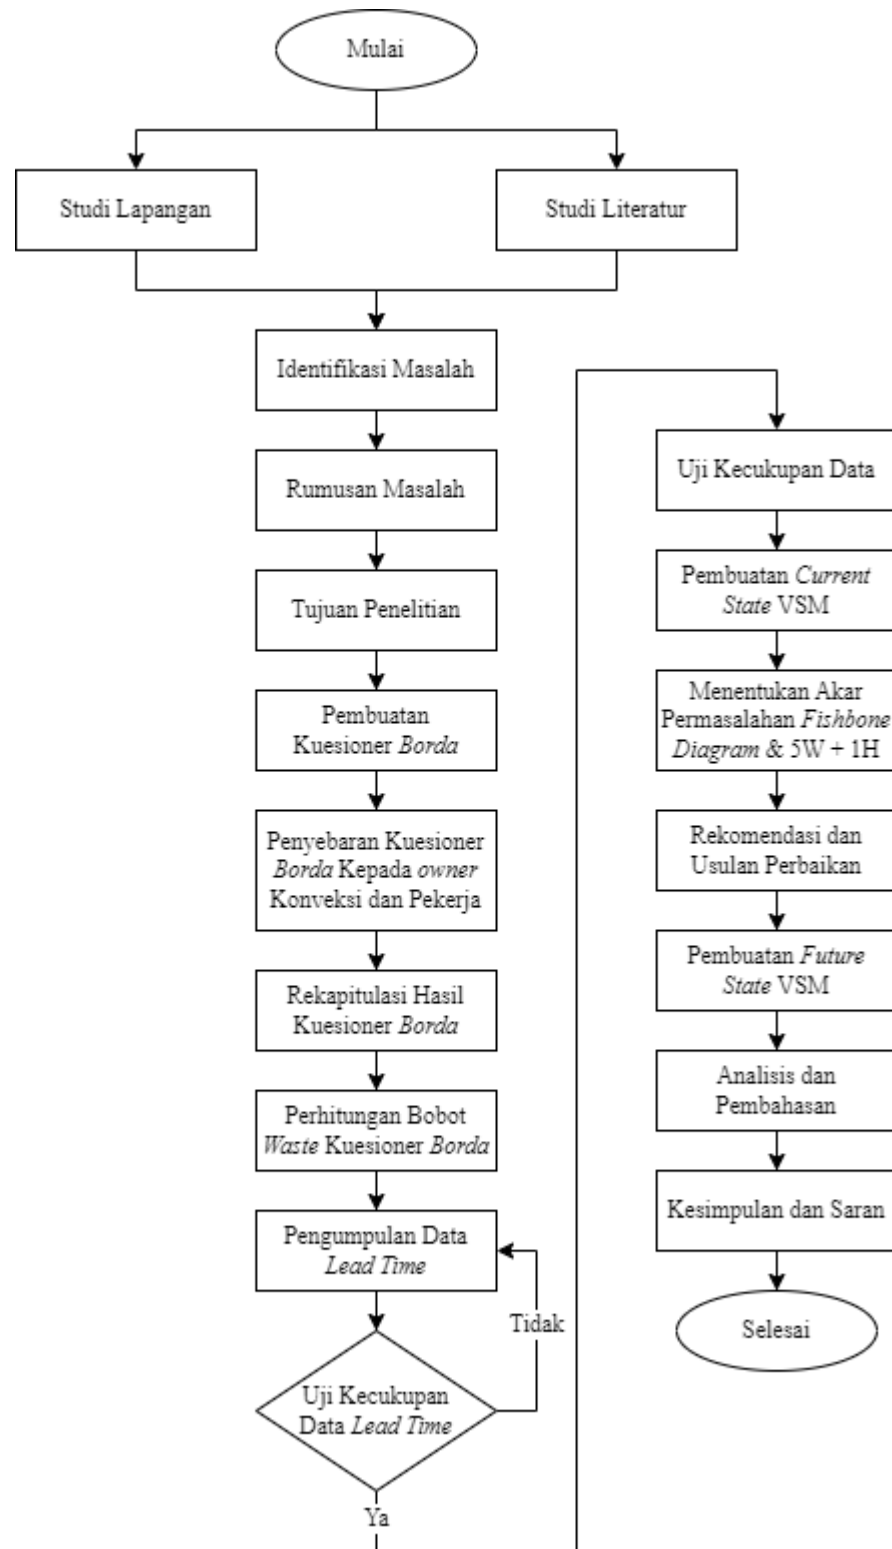 Mulai
Studi Lapangan
Studi Literatur
Identifikasi Masalah
Rumusan Masalah
Tujuan Penelitian
Pembuatan
Kuesioner Borda
Penyebaran Kuesioner
Borda Kepada owner
Konveksi dan Pekerja
Rekapitulasi Hasil
Kuesioner Borda
Perhitungan Bobot
Waste Kuesioner Borda
Pengumpulan Data
Lead Time
Tidak
Uji Kecukupan
Data Lead Time
Ya
Uji Kecukupan Data
Pembuatan Current
State VSM
Menentukan Akar
Permasalahan Fishbone
Diagram & 5W + 1H
Rekomendasi dan
Usulan Perbaikan
Pembuatan Future
State VSM
Analisis dan
Pembahasan
Kesimpulan dan Saran
Selesai